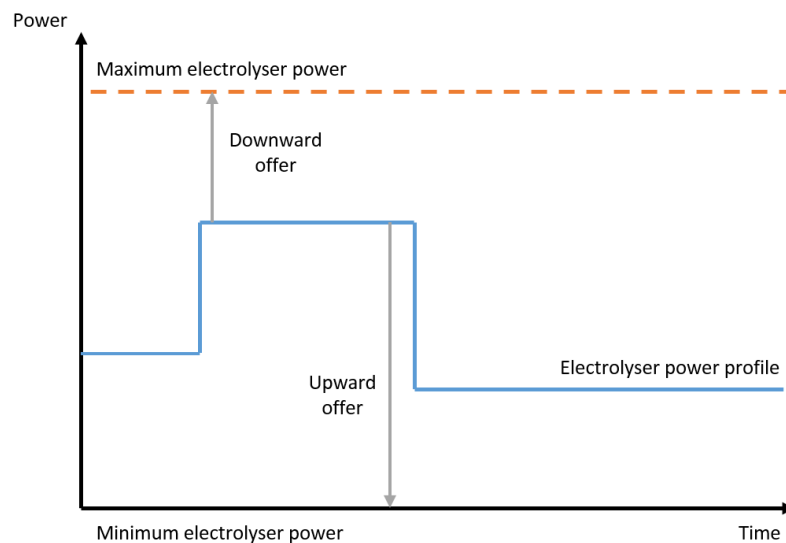 Power
Maximum electrolyser power
Downward
offer
Electrolyser power profile
Upward
offer
Minimum electrolyser power
Time